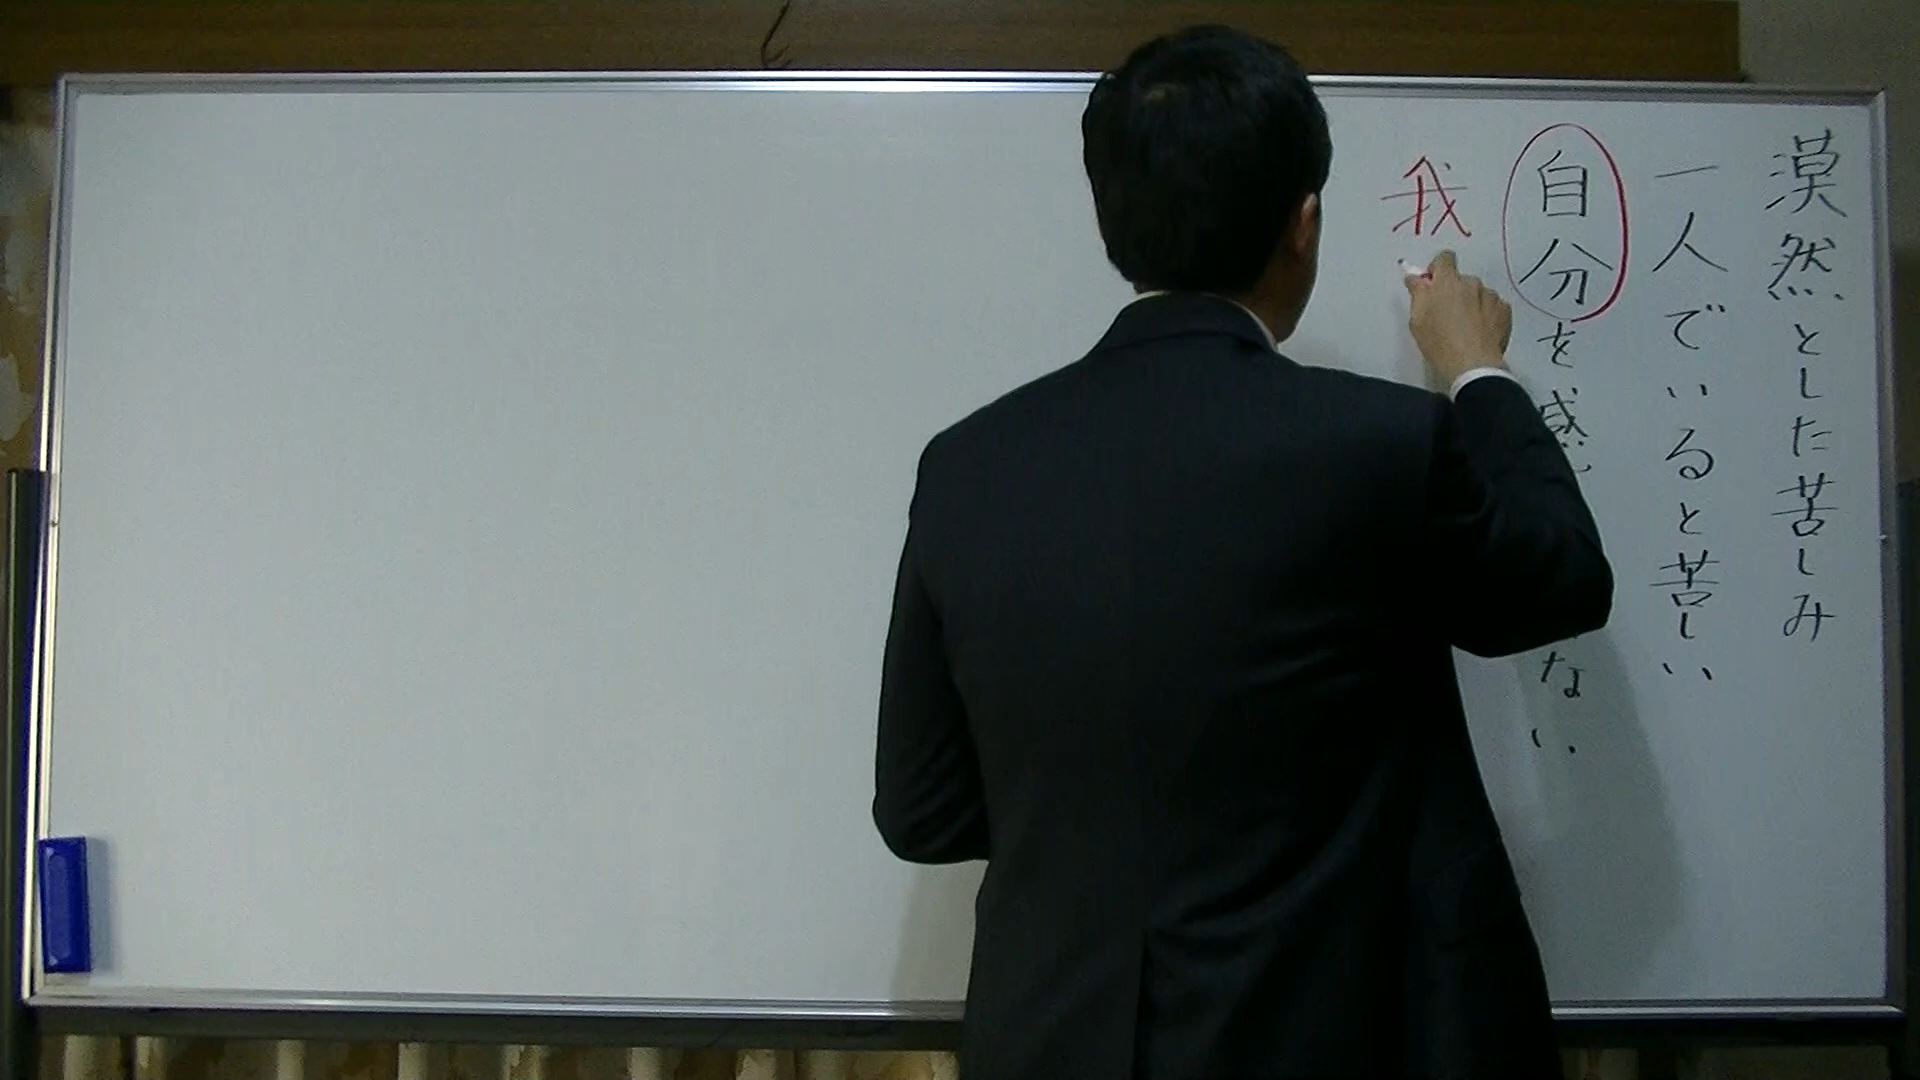 漠然とした苦しみ
一人でいると苦しい
自分を感ない
我